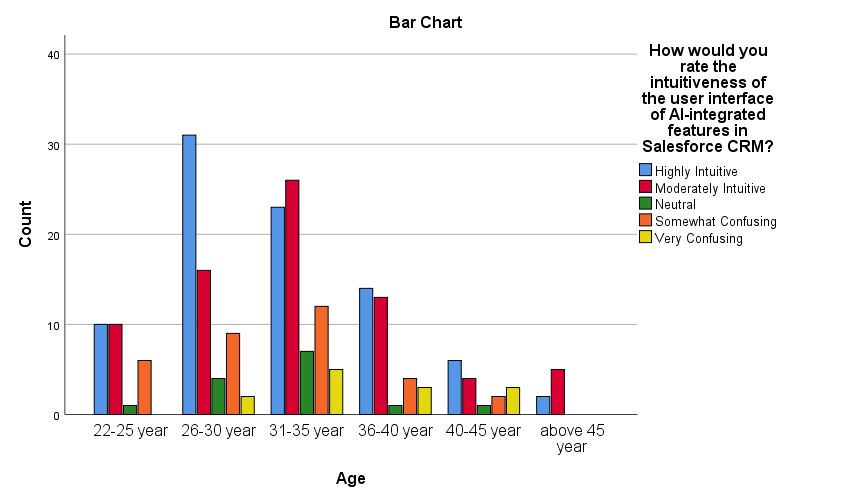 Bar Chart
40
30
20
10
0
Count
22-25 year
26-30 year
31-35 year
36-40 year
40-45 year
above 45
year
Age
How would you
rate the
intuitiveness of
the user interface
of AI-integrated
features in
Salesforce CRM?
Highly Intuitive
Moderately Intuitive
Neutral
Somewhat Confusing
Very Confusing